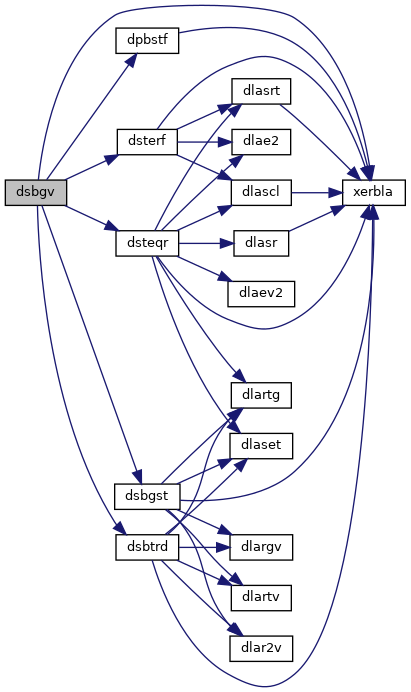 dpbstf
dlasrt
dsterf
dlae2
dsbgv
dlascl
xerbla
dsteqr
dlasr
dlaev2
dlartg
dlaset
dsbgst
dsbtrd
dlargv
dlartv
dlar2v